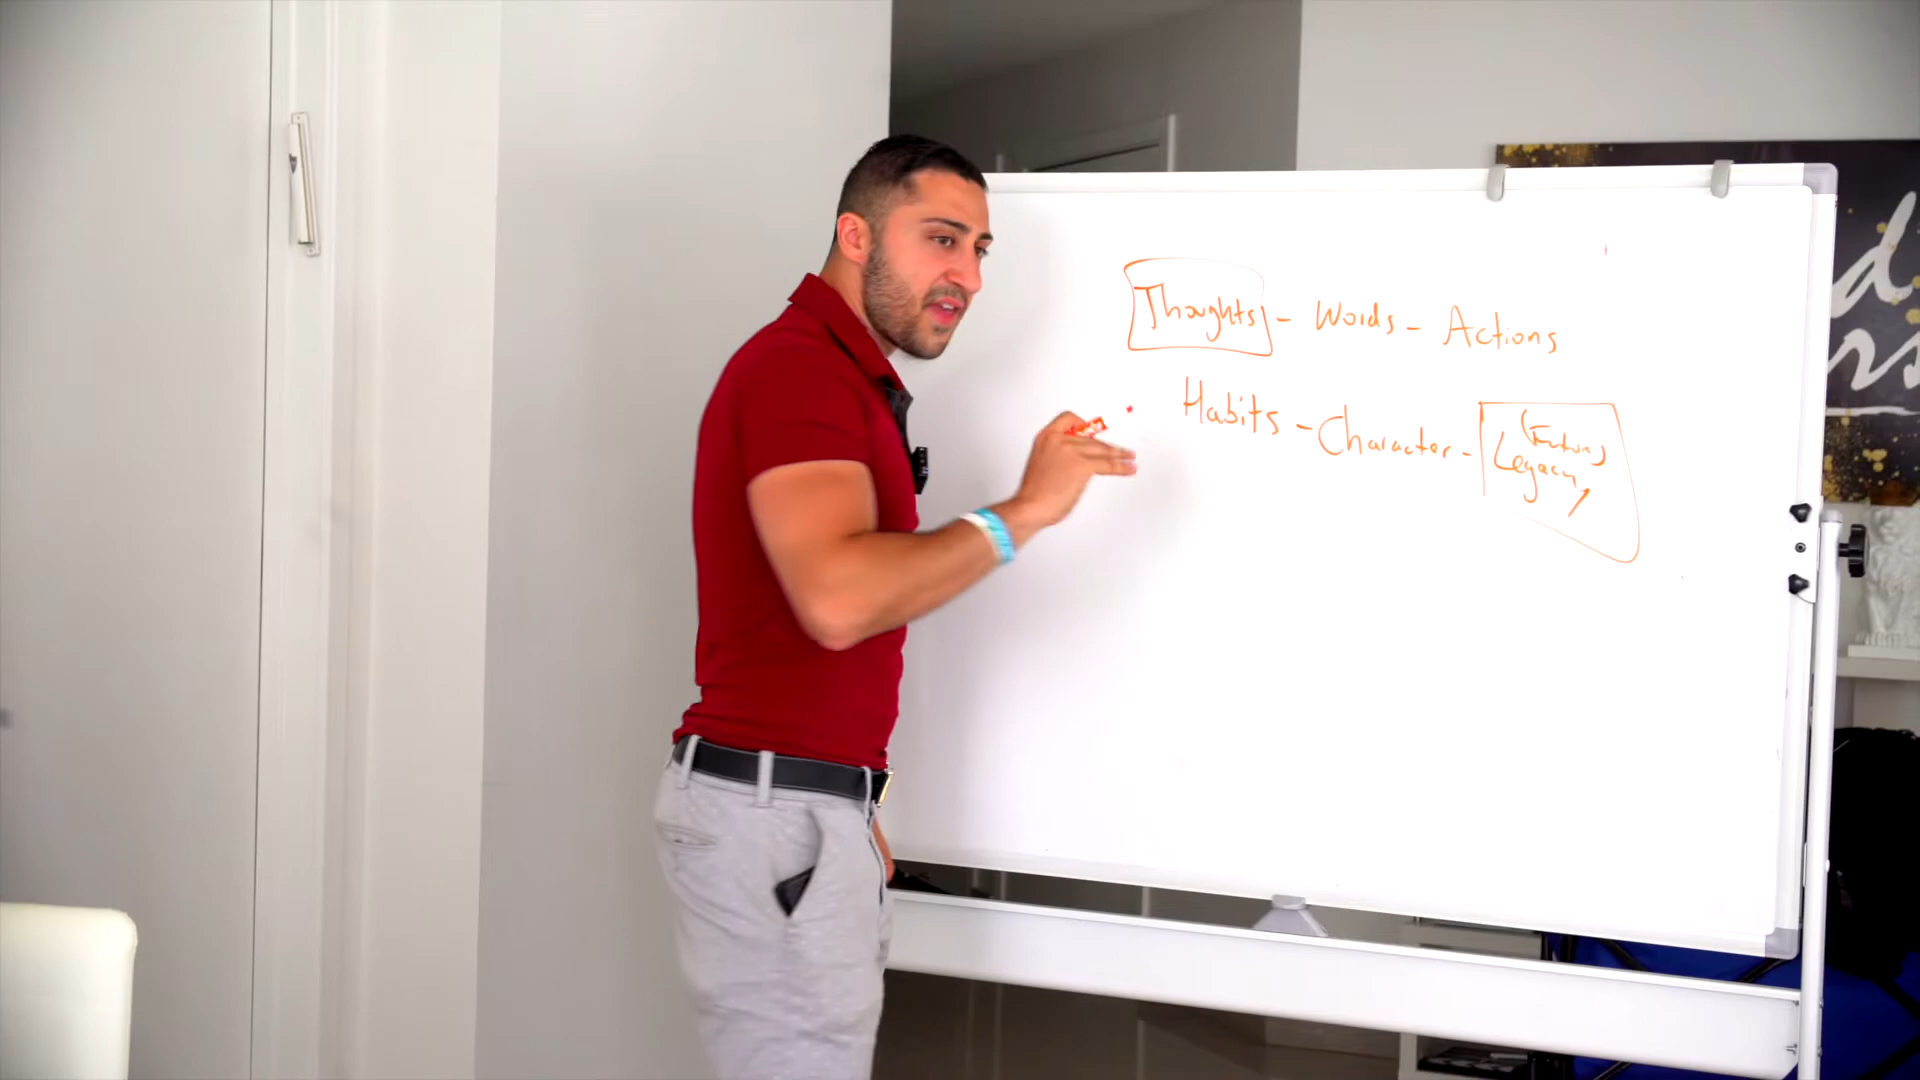 Thoughts - Words - Actions
Habits - Character -
(Future)
Legacy